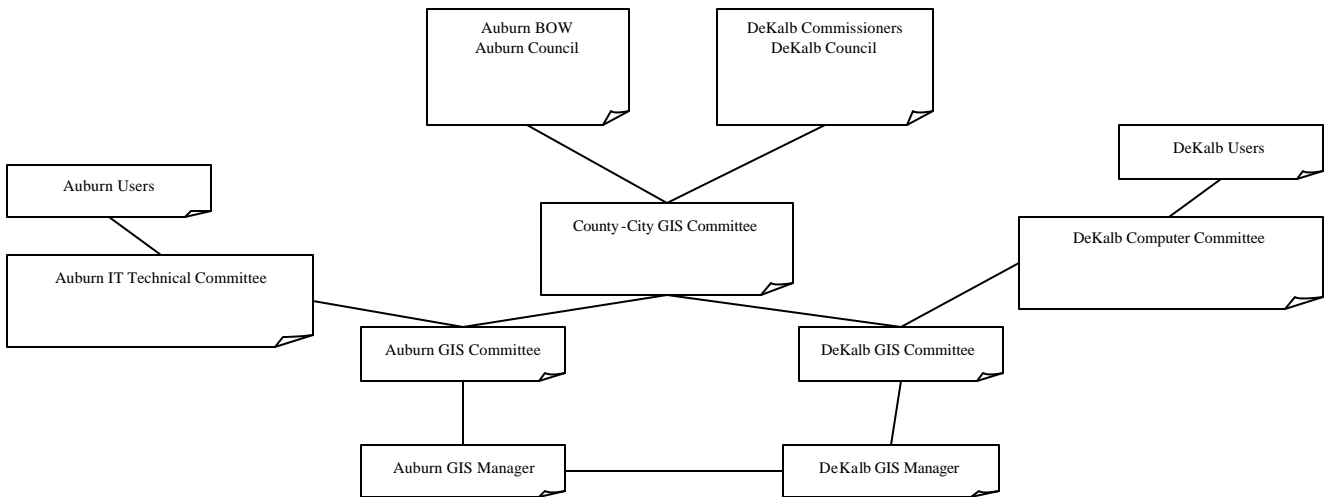 Auburn BOW
Auburn Council
DeKalb Commissioners
DeKalb Council
DeKalb Users
Auburn Users
County-City GIS Committee
DeKalb Computer Committee
Auburn IT Technical Committee
Auburn GIS Committee
DeKalb GIS Committee
Auburn GIS Manager
DeKalb GIS Manager